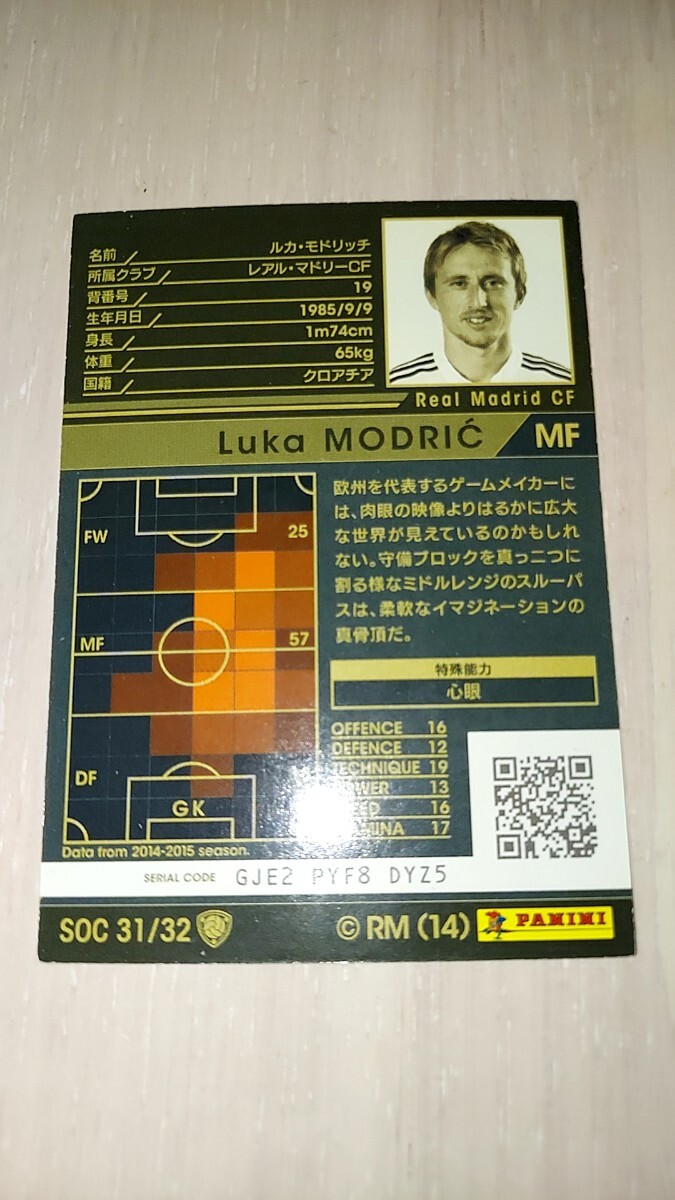 名前 ルカ・モドリッチ
所属クラブ レアル・マドリーCF
背番号 19
生年月日 1985/9/9
身長 1m74cm
体重 65kg
国籍 クロアチア
Real Madrid CF
Luka MODRIĆ MF
FW 25
MF 57
DF
GK
Data from 2014-2015 season.
欧州を代表するゲームメイカーに
は、肉眼の映像よりはるかに広大
な世界が見えているのかもしれ
ない。守備ブロックを真っ二つに
割る様なミドルレンジのスルーパ
スは、柔軟なイマジネーションの
真骨頂だ。
特殊能力
心眼
OFFENCE 16
DEFENCE 12
TECHNIQUE 19
13
16
17
SERIAL CODE GJE2 PYF8 DYZ5
SOC 31/32
© RM (14) PANINI